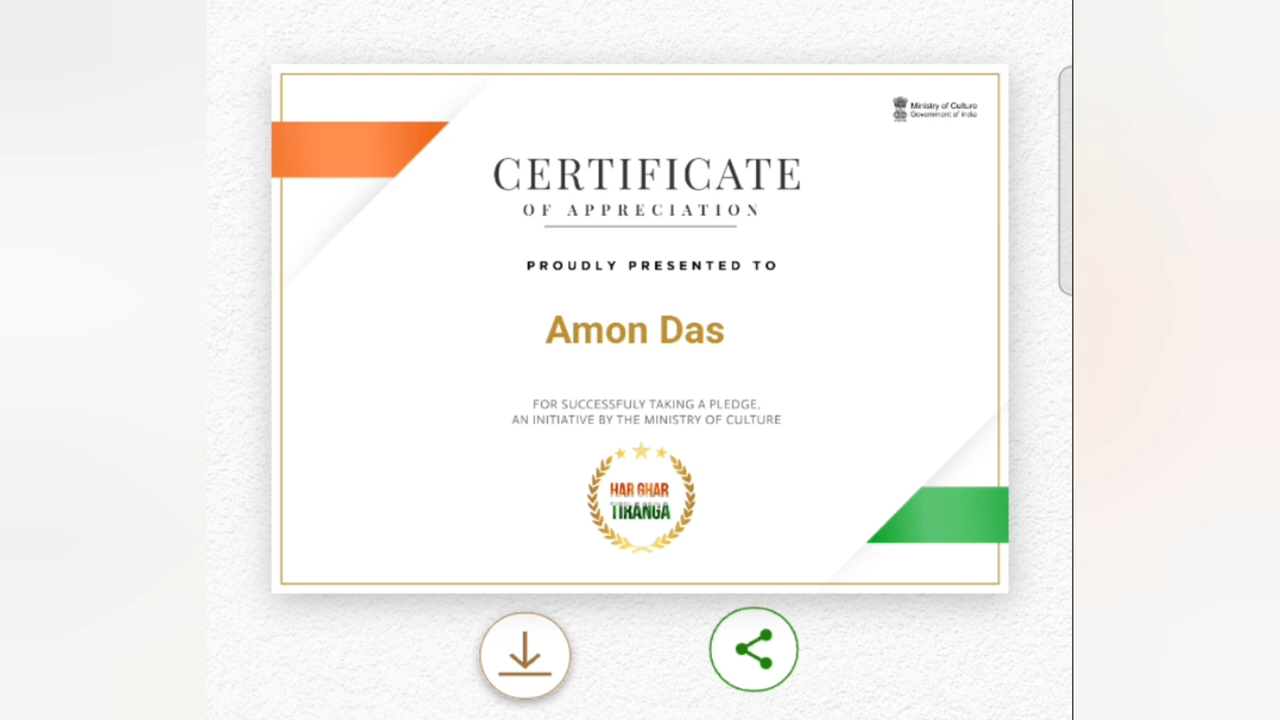 Ministry of Culture
Government of India
CERTIFICATE
OF APPRECIATION
PROUDLY PRESENTED TO
Amon Das
FOR SUCCESSFULY TAKING A PLEDGE,
AN INITIATIVE BY THE MINISTRY OF CULTURE
HAR GHAR
TIRANGA